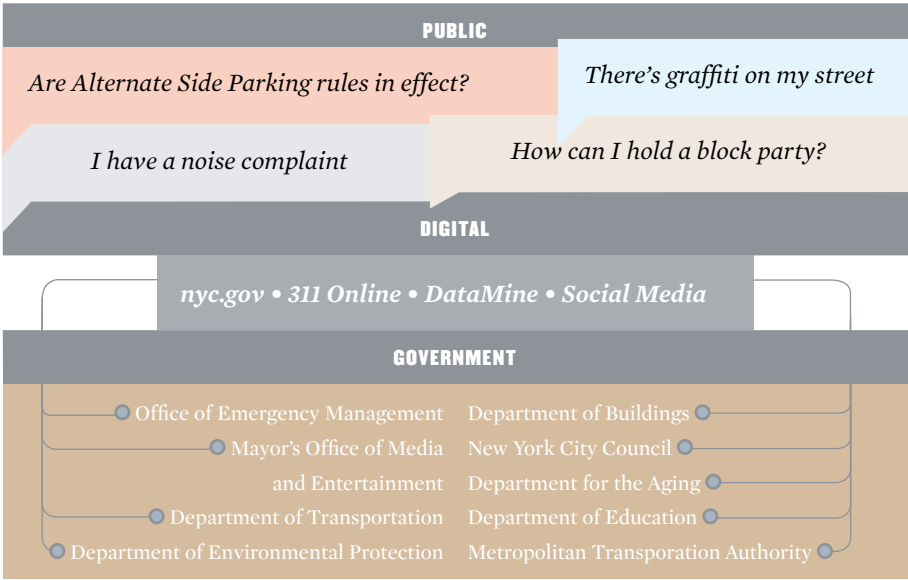 PUBLIC
Are Alternate Side Parking rules in effect?
There's graffiti on my street
I have a noise complaint
How can I hold a block party?
DIGITAL
nyc.gov • 311 Online • DataMine • Social Media
GOVERNMENT
Office of Emergency Management
Mayor's Office of Media
and Entertainment
Department of Transportation
Department of Environmental Protection
Department of Buildings
New York City Council
Department for the Aging
Department of Education
Metropolitan Transporation Authority